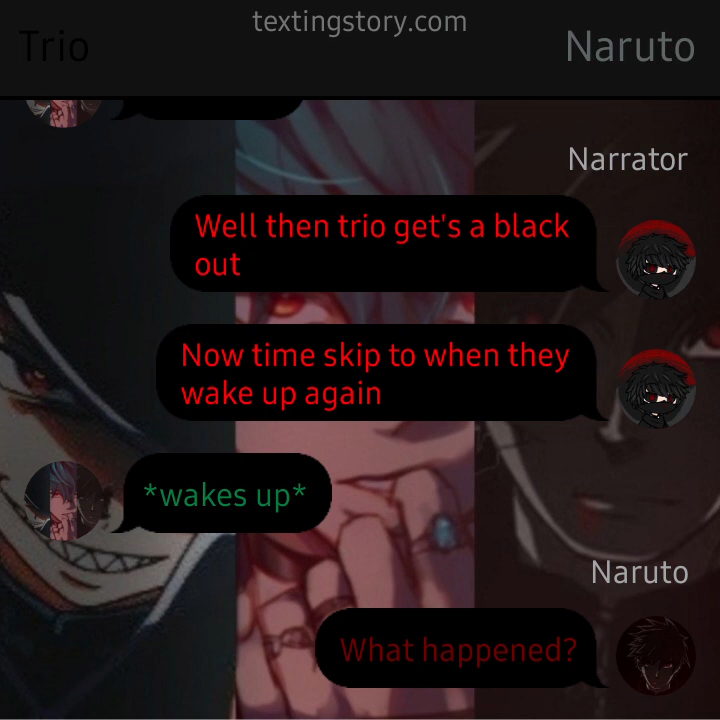 textingstory.com
Trio
Naruto
Narrator
Well then trio get's a black
out
Now time skip to when they
wake up again
*wakes up*
Naruto
What happened?